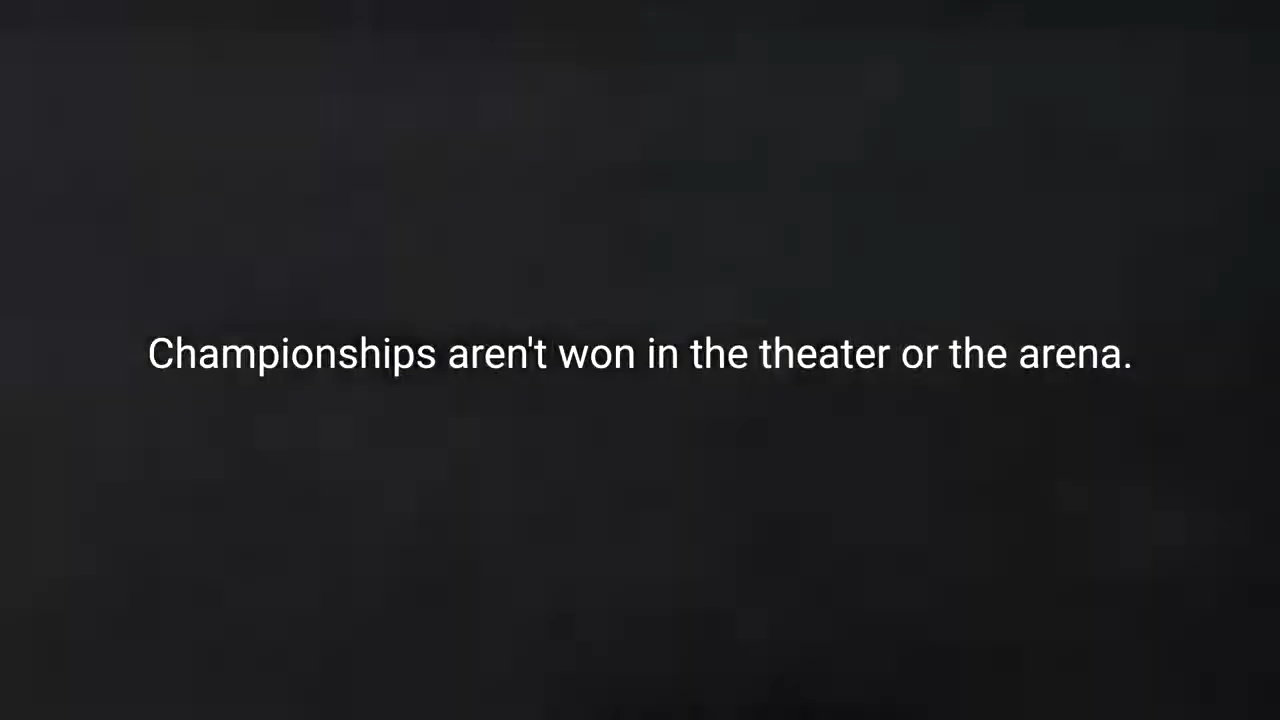 Championships aren't won in the theater or the arena.